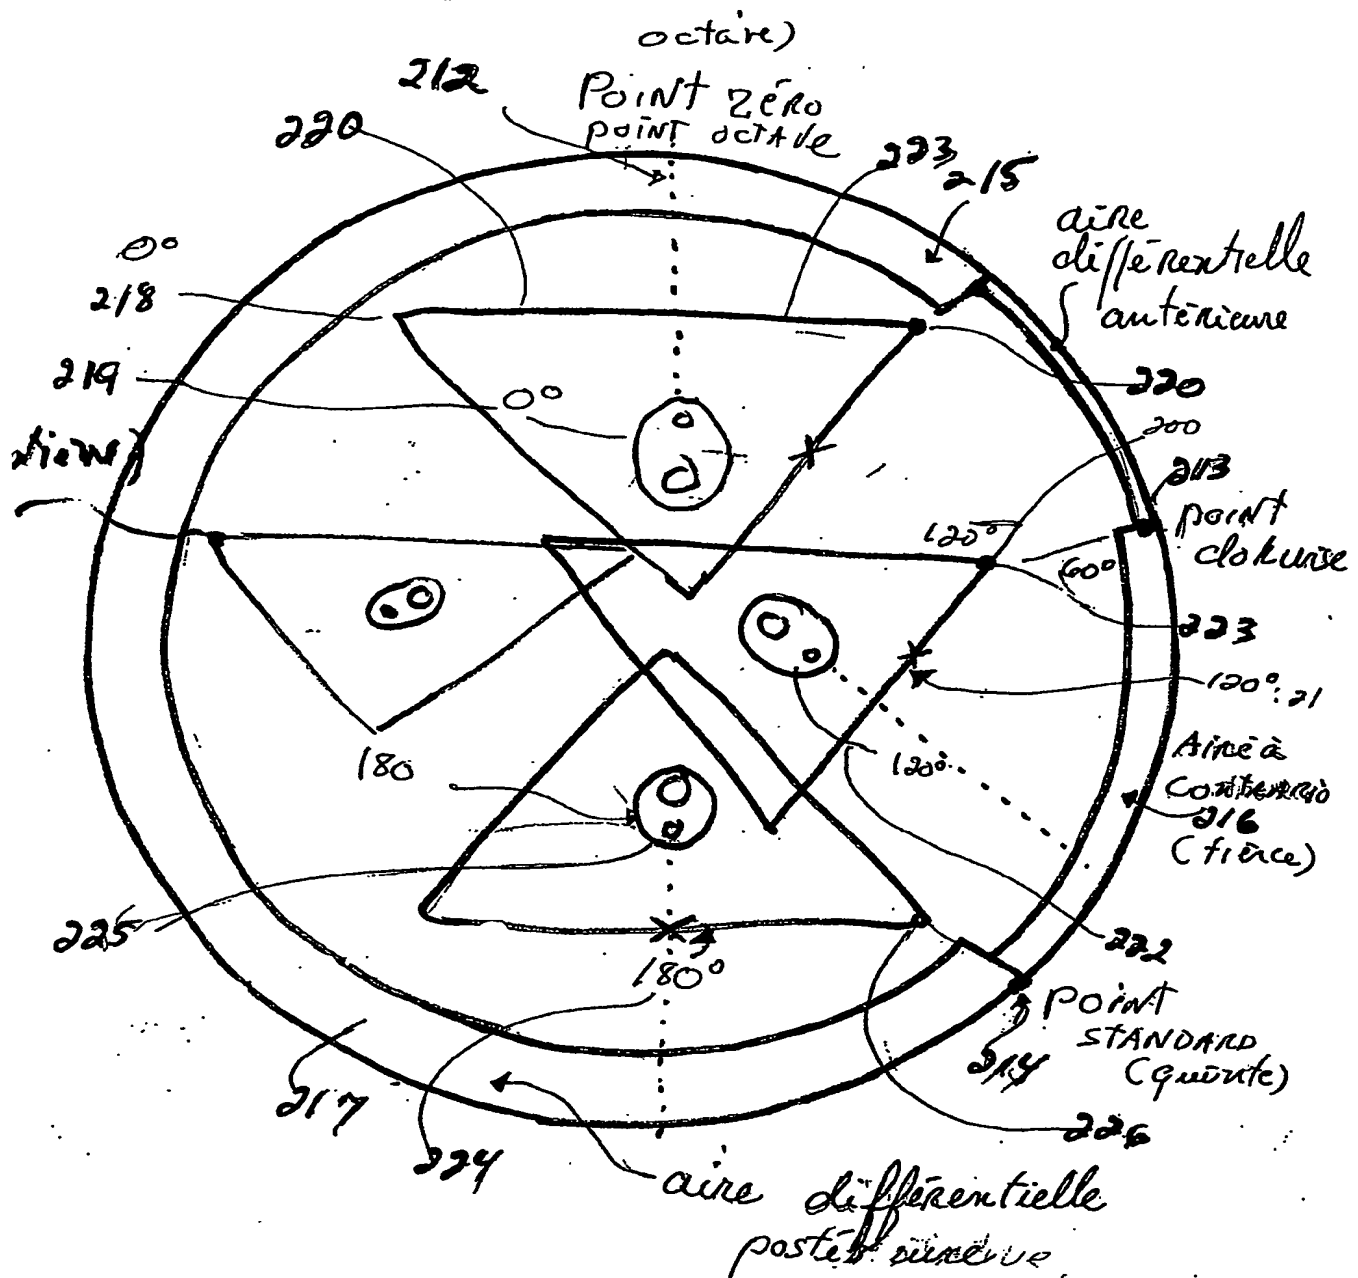 octave)
212
POINT ZÉRO
POINT OCTAVE
220
223
215
aire
différentielle
antérieure
0°
218
219
0°
220
200
213
point
120°
60°
223
120°: 21
180
120°
Aire à
216
(tierce)
225
222
180°
POINT
STANDARD
(quinte)
214
217
226
224
aire différentielle